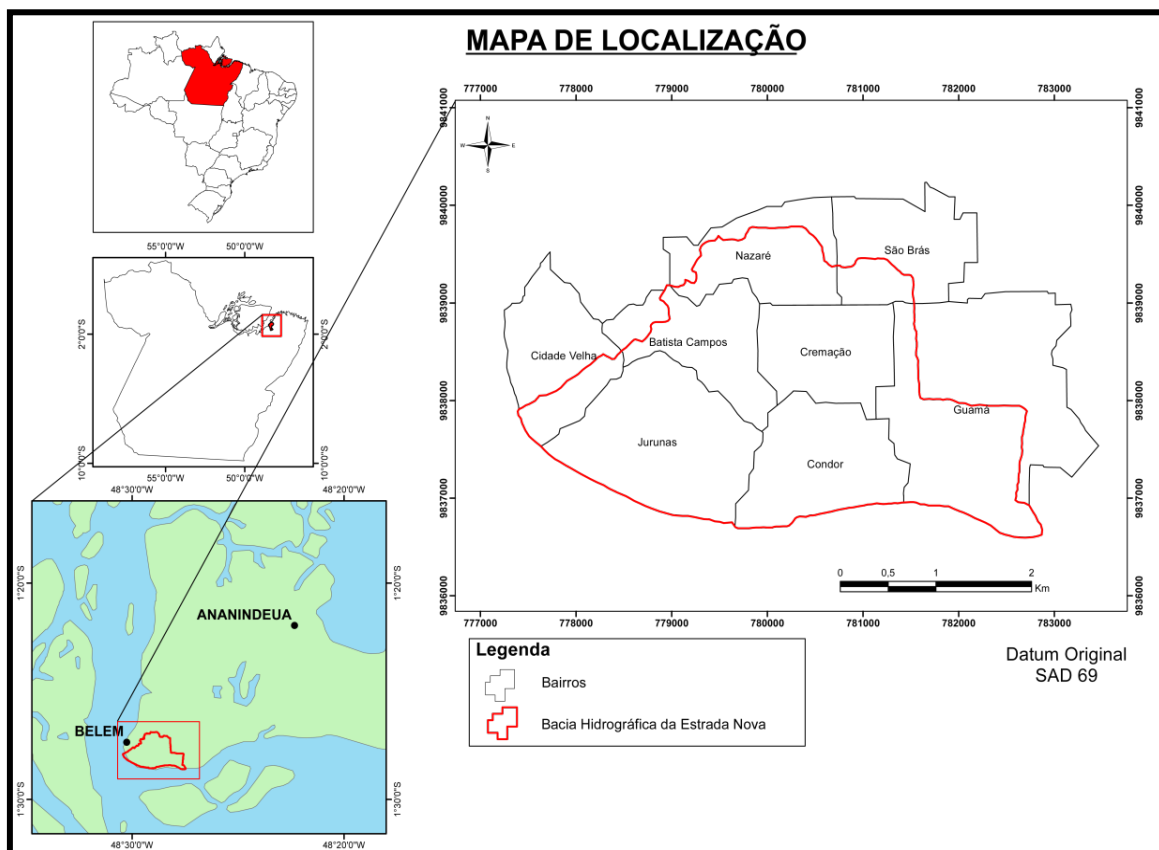 MAPA DE LOCALIZAÇÃO
55°0'0"W 50°0'0"W
2°0'0"S 2°0'0"S
10°0'0"S 10°0'0"S
55°0'0"W 50°0'0"W
48°30'0"W 48°20'0"W
1°20'0"S 1°20'0"S
ANANINDEUA
BELEM
1°30'0"S 1°30'0"S
48°30'0"W 48°20'0"W
777000 778000 779000 780000 781000 782000 783000
9841000 9841000
N
W E
S
9840000 9840000
São Brás
Nazaré
9839000 9839000
Batista Campos
Cremação
Cidade Velha
9838000 9838000
Guamá
Jurunas
Condor
9837000 9837000
0 0,5 1 2
Km
9836000 9836000
777000 778000 779000 780000 781000 782000 783000
Legenda
Bairros
Bacia Hidrográfica da Estrada Nova
Datum Original
SAD 69